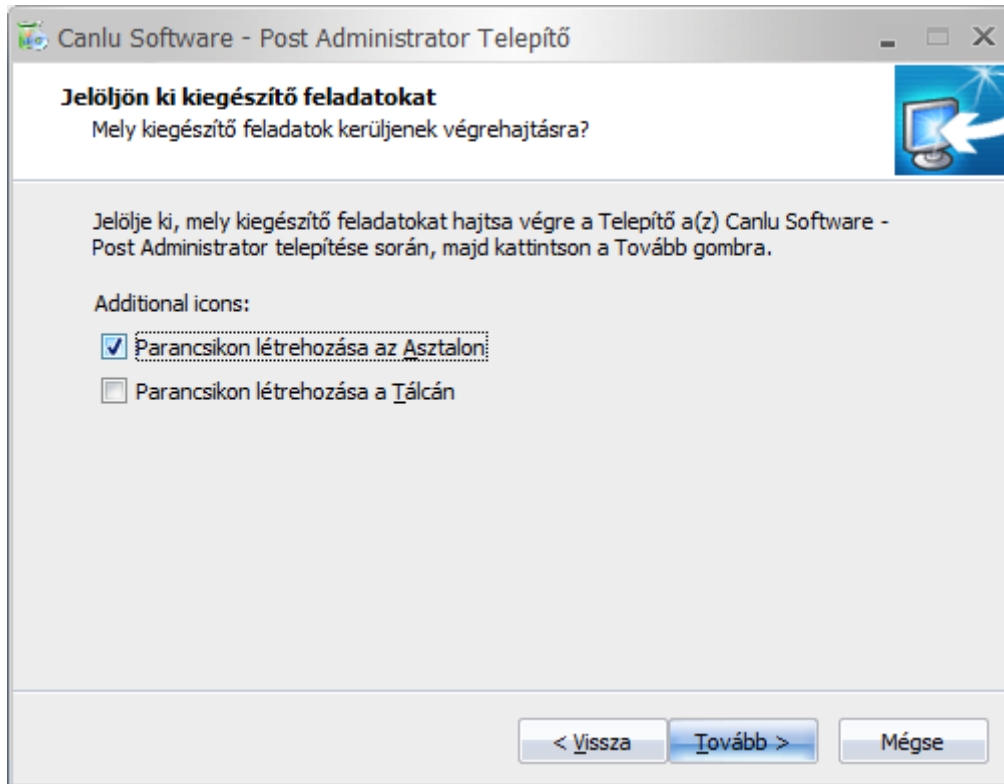 Canlu Software - Post Administrator Telepítő
Jelöljön ki kiegészítő feladatokat
Mely kiegészítő feladatok kerüljenek végrehajtásra?
Jelölje ki, mely kiegészítő feladatokat hajtsa végre a Telepítő a(z) Canlu Software -
Post Administrator telepítése során, majd kattintson a Tovább gombra.
Additional icons:
Parancsikon létrehozása az Asztalon
Parancsikon létrehozása a Tálcán
< Vissza
Tovább >
Mégse